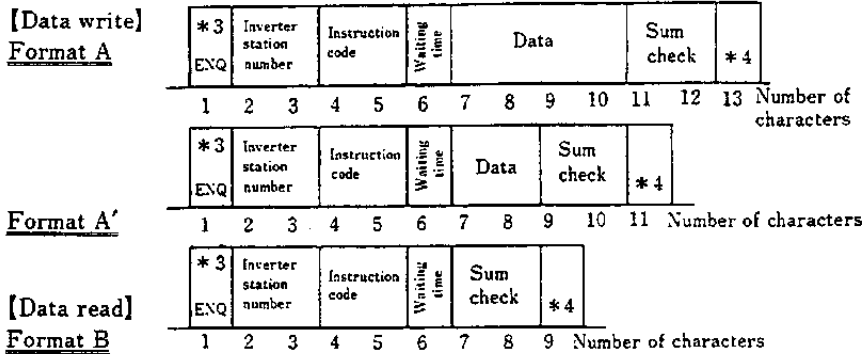 【Data write】
Format A
*3 ENQ Inverter station number Instruction code Waiting time Data Sum check *4
1 2 3 4 5 6 7 8 9 10 11 12 13 Number of characters
*3 ENQ Inverter station number Instruction code Waiting time Data Sum check *4
Format A′ 1 2 3 4 5 6 7 8 9 10 11 Number of characters
*3 ENQ Inverter station number Instruction code Waiting time Sum check *4
【Data read】
Format B 1 2 3 4 5 6 7 8 9 Number of characters